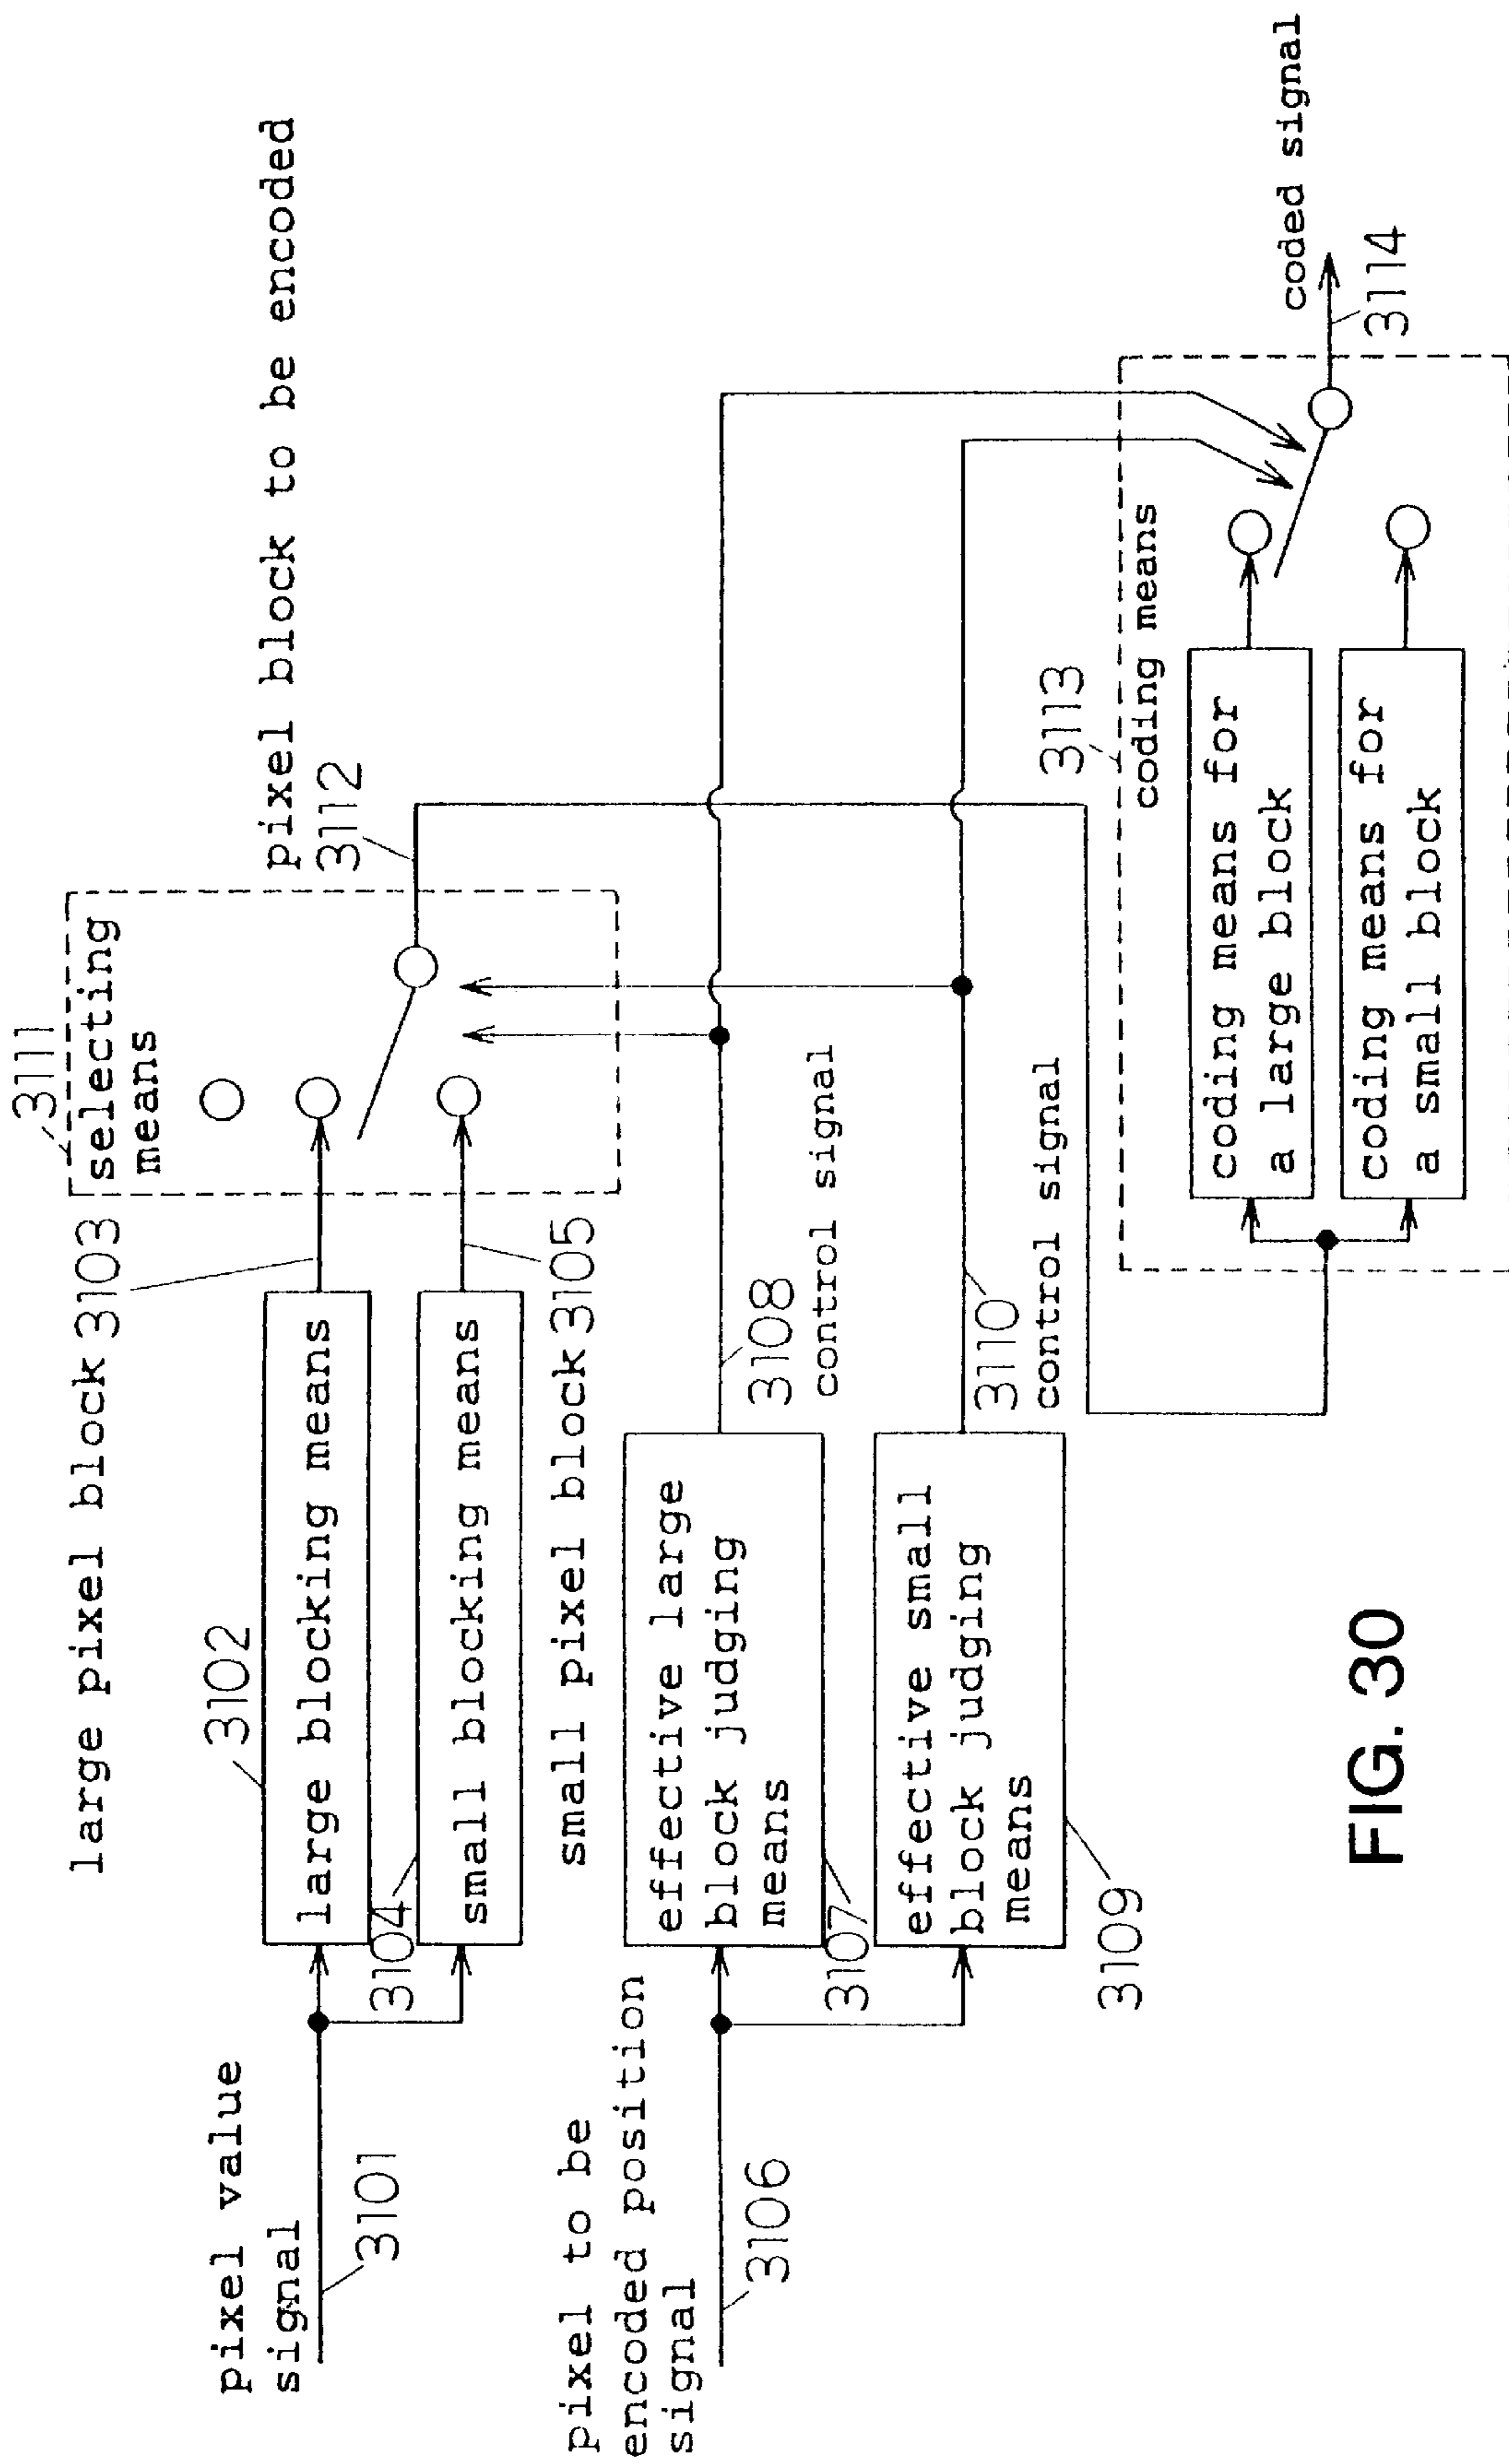 pixel value
signal
3101
large pixel block 3103
3102
large blocking means
3104
small blocking means
small pixel block 3105
3111
selecting
means
pixel block to be encoded
3112
pixel to be
encoded position
signal
3106
effective large
block judging
means
3107
3108
control signal
effective small
block judging
means
3109
3110
control signal
3113
coding means
coding means for
a large block
coding means for
a small block
coded signal
3114
FIG. 30